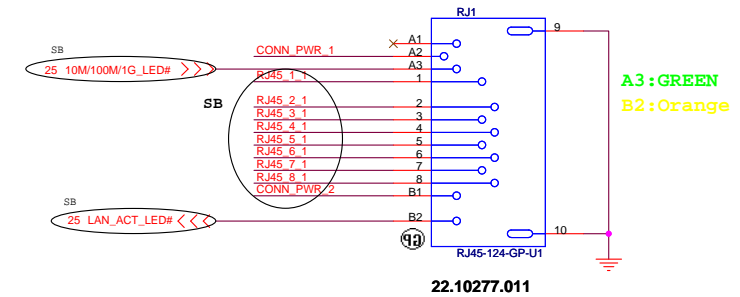 RJ1
9
A1
CONN_PWR_1
A2
SB
A3
25 10M/100M/1G_LED#
RJ45_1_1
1
A3:GREEN
SB
RJ45_2_1
2
B2:Orange
RJ45_3_1
3
RJ45_4_1
4
RJ45_5_1
5
RJ45_6_1
6
RJ45_7_1
7
RJ45_8_1
8
CONN_PWR_2
B1
SB
25 LAN_ACT_LED#
B2
GP
10
RJ45-124-GP-U1
22.10277.011